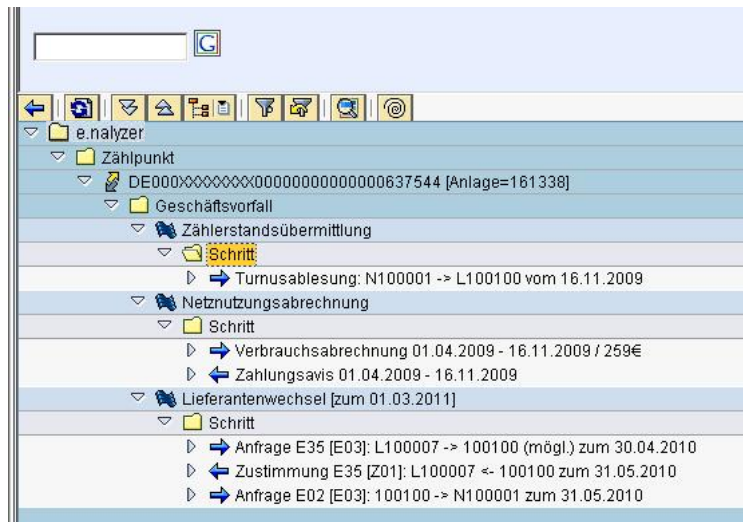 G
e.nalyzer
Zählpunkt
DE000XXXXXXXX00000000000000637544 [Anlage=161338]
Geschäftsvorfall
Zählerstandsübermittlung
Schritt
Turnusablesung: N100001 -> L100100 vom 16.11.2009
Netznutzungsabrechnung
Schritt
Verbrauchsabrechnung 01.04.2009 - 16.11.2009 / 259€
Zahlungsavis 01.04.2009 - 16.11.2009
Lieferantenwechsel [zum 01.03.2011]
Schritt
Anfrage E35 [E03]: L100007 -> 100100 (mögl.) zum 30.04.2010
Zustimmung E35 [Z01]: L100007 <- 100100 zum 31.05.2010
Anfrage E02 [E03]: 100100 -> N100001 zum 31.05.2010